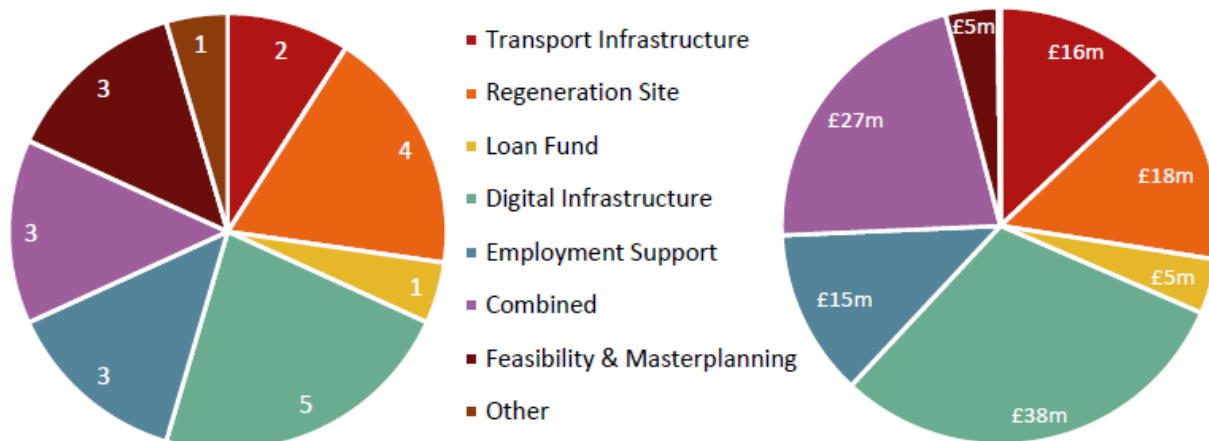 1
2
3
4
3
1
3
5
Transport Infrastructure
Regeneration Site
Loan Fund
Digital Infrastructure
Employment Support
Combined
Feasibility & Masterplanning
Other
£5m
£16m
£27m
£18m
£5m
£15m
£38m